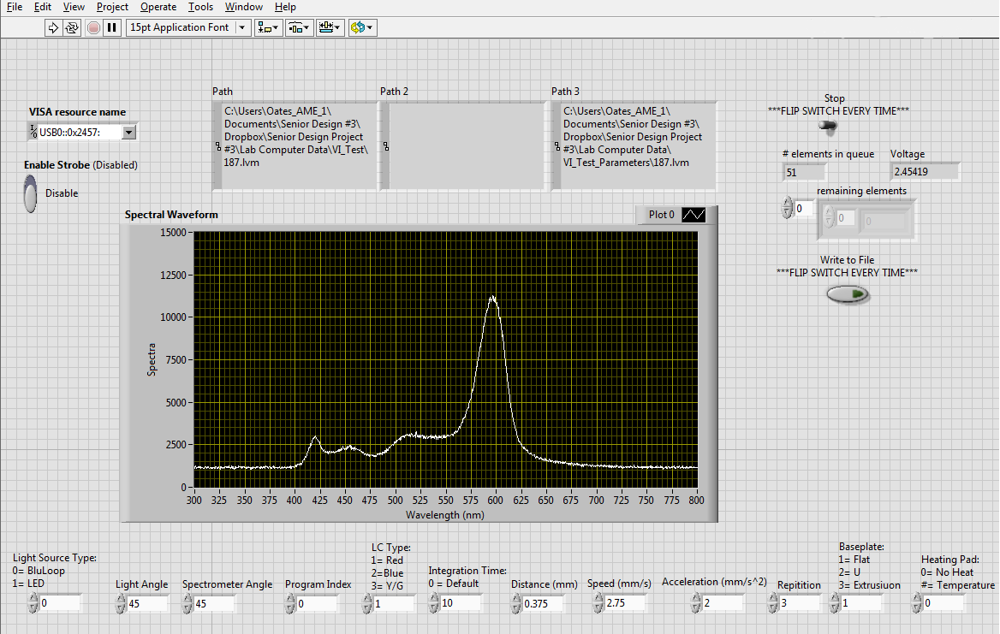 File Edit View Project Operate Tools Window Help
15pt Application Font
VISA resource name
USB0::0x2457:
Enable Strobe (Disabled)
Disable
Path
C:\Users\Oates_AME_1\
Documents\Senior Design #3\
Dropbox\Senior Design Project
#3\Lab Computer Data\VI_Test\
187.lvm
Path 2
Path 3
C:\Users\Oates_AME_1\
Documents\Senior Design #3\
Dropbox\Senior Design Project
#3\Lab Computer Data\
VI_Test_Parameters\187.lvm
Stop
***FLIP SWITCH EVERY TIME***
# elements in queue
51
Voltage
2.45419
remaining elements
0
0
0
Write to File
***FLIP SWITCH EVERY TIME***
Spectral Waveform
Plot 0
Spectra
15000
12500
10000
7500
5000
2500
0
300 325 350 375 400 425 450 475 500 525 550 575 600 625 650 675 700 725 750 775 800
Wavelength (nm)
Light Source Type:
0= BluLoop
1= LED
0
Light Angle
45
Spectrometer Angle
45
Program Index
0
LC Type:
1= Red
2=Blue
3= Y/G
1
Integration Time:
0 = Default
10
Distance (mm)
0.375
Speed (mm/s)
2.75
Acceleration (mm/s^2)
2
Repitition
3
Baseplate:
1= Flat
2= U
3= Extrusiuon
1
Heating Pad:
0= No Heat
#= Temperature
0